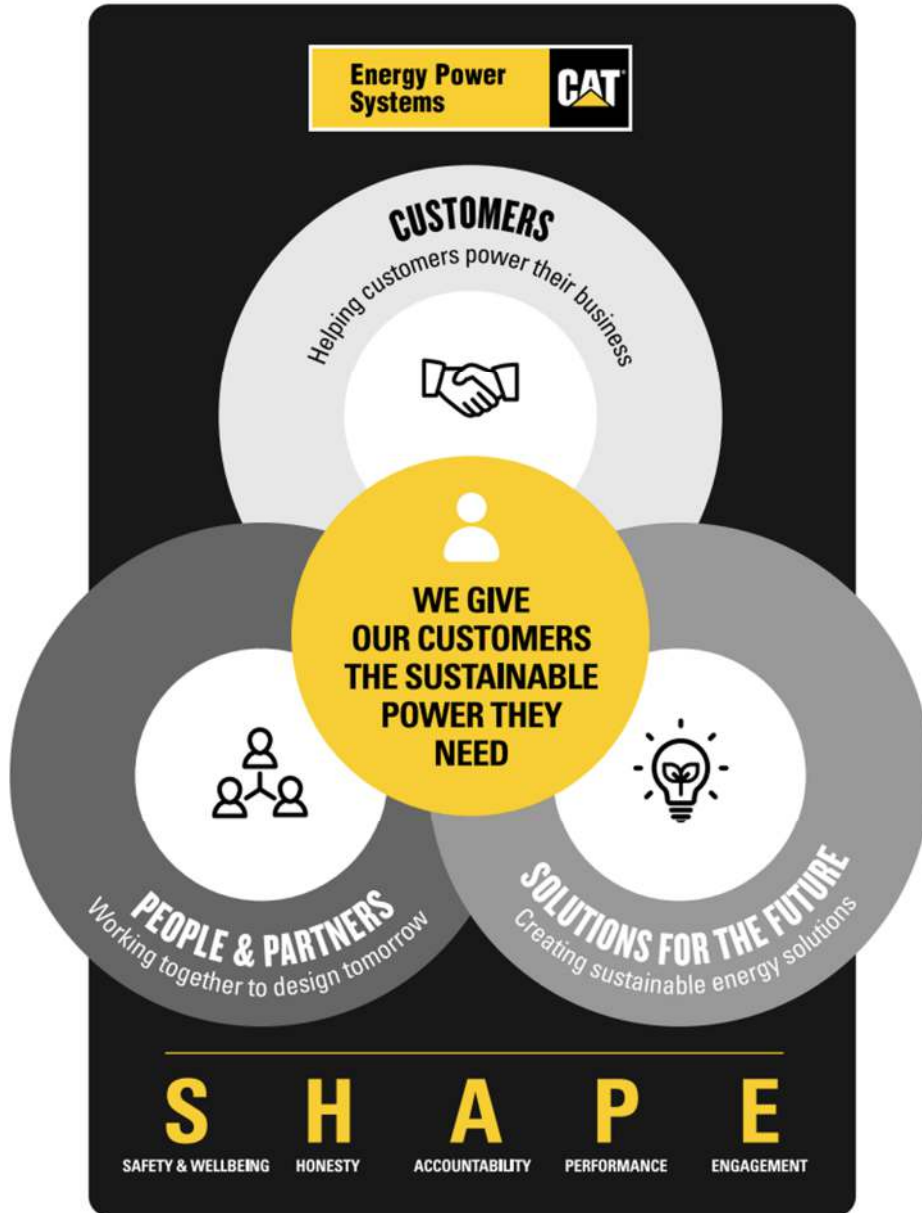 Energy Power
Systems
CAT
CUSTOMERS
Helping customers power their business
WE GIVE
OUR CUSTOMERS
THE SUSTAINABLE
POWER THEY
NEED
PEOPLE & PARTNERS
Working together to design tomorrow
SOLUTIONS FOR THE FUTURE
Creating sustainable energy solutions
S H A P E
SAFETY & WELLBEING HONESTY ACCOUNTABILITY PERFORMANCE ENGAGEMENT